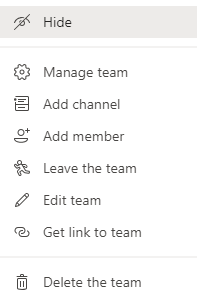 Hide
Manage team
Add channel
Add member
Leave the team
Edit team
Get link to team
Delete the team